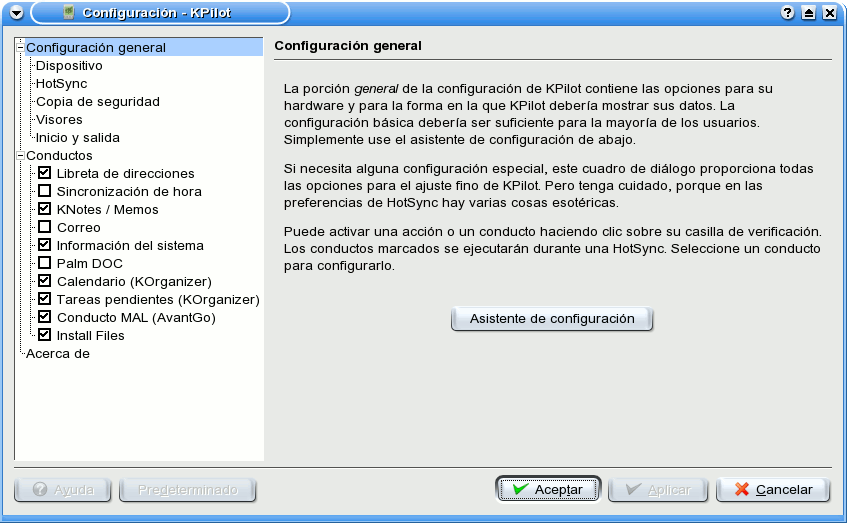 Configuración - KPilot
Configuración general
Dispositivo
HotSync
Copia de seguridad
Visores
Inicio y salida
Conductos
Libreta de direcciones
Sincronización de hora
KNotes / Memos
Correo
Información del sistema
Palm DOC
Calendario (KOrganizer)
Tareas pendientes (KOrganizer)
Conducto MAL (AvantGo)
Install Files
Acerca de
Configuración general
La porción general de la configuración de KPilot contiene las opciones para su
hardware y para la forma en la que KPilot debería mostrar sus datos. La
configuración básica debería ser suficiente para la mayoría de los usuarios.
Simplemente use el asistente de configuración de abajo.
Si necesita alguna configuración especial, este cuadro de diálogo proporciona todas
las opciones para el ajuste fino de KPilot. Pero tenga cuidado, porque en las
preferencias de HotSync hay varias cosas esotéricas.
Puede activar una acción o un conducto haciendo clic sobre su casilla de verificación.
Los conductos marcados se ejecutarán durante una HotSync. Seleccione un conducto
para configurarlo.
Asistente de configuración
Ayuda
Predeterminado
Aceptar
Aplicar
Cancelar